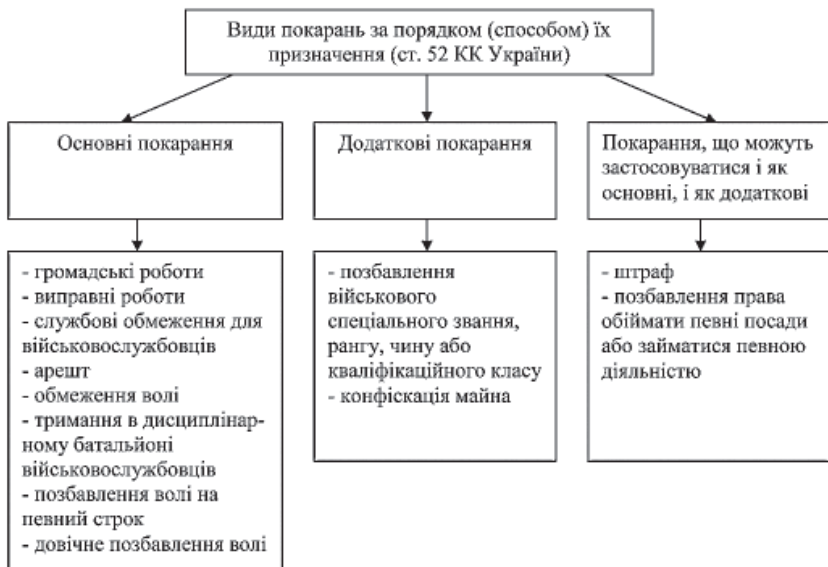 Види покарань за порядком (способом) їх
призначення (ст. 52 КК України)
Основні покарання
- громадські роботи
- виправні роботи
- службові обмеження для
військовослужбовців
- арешт
- обмеження волі
- тримання в дисциплінар-
ному батальйоні
військовослужбовців
- позбавлення волі на
певний строк
- довічне позбавлення волі
Додаткові покарання
- позбавлення
військового
спеціального звання,
рангу, чину або
кваліфікаційного класу
- конфіскація майна
Покарання, що можуть
застосовуватися і як
основні, і як додаткові
- штраф
- позбавлення права
обіймати певні посади
або займатися певною
діяльністю